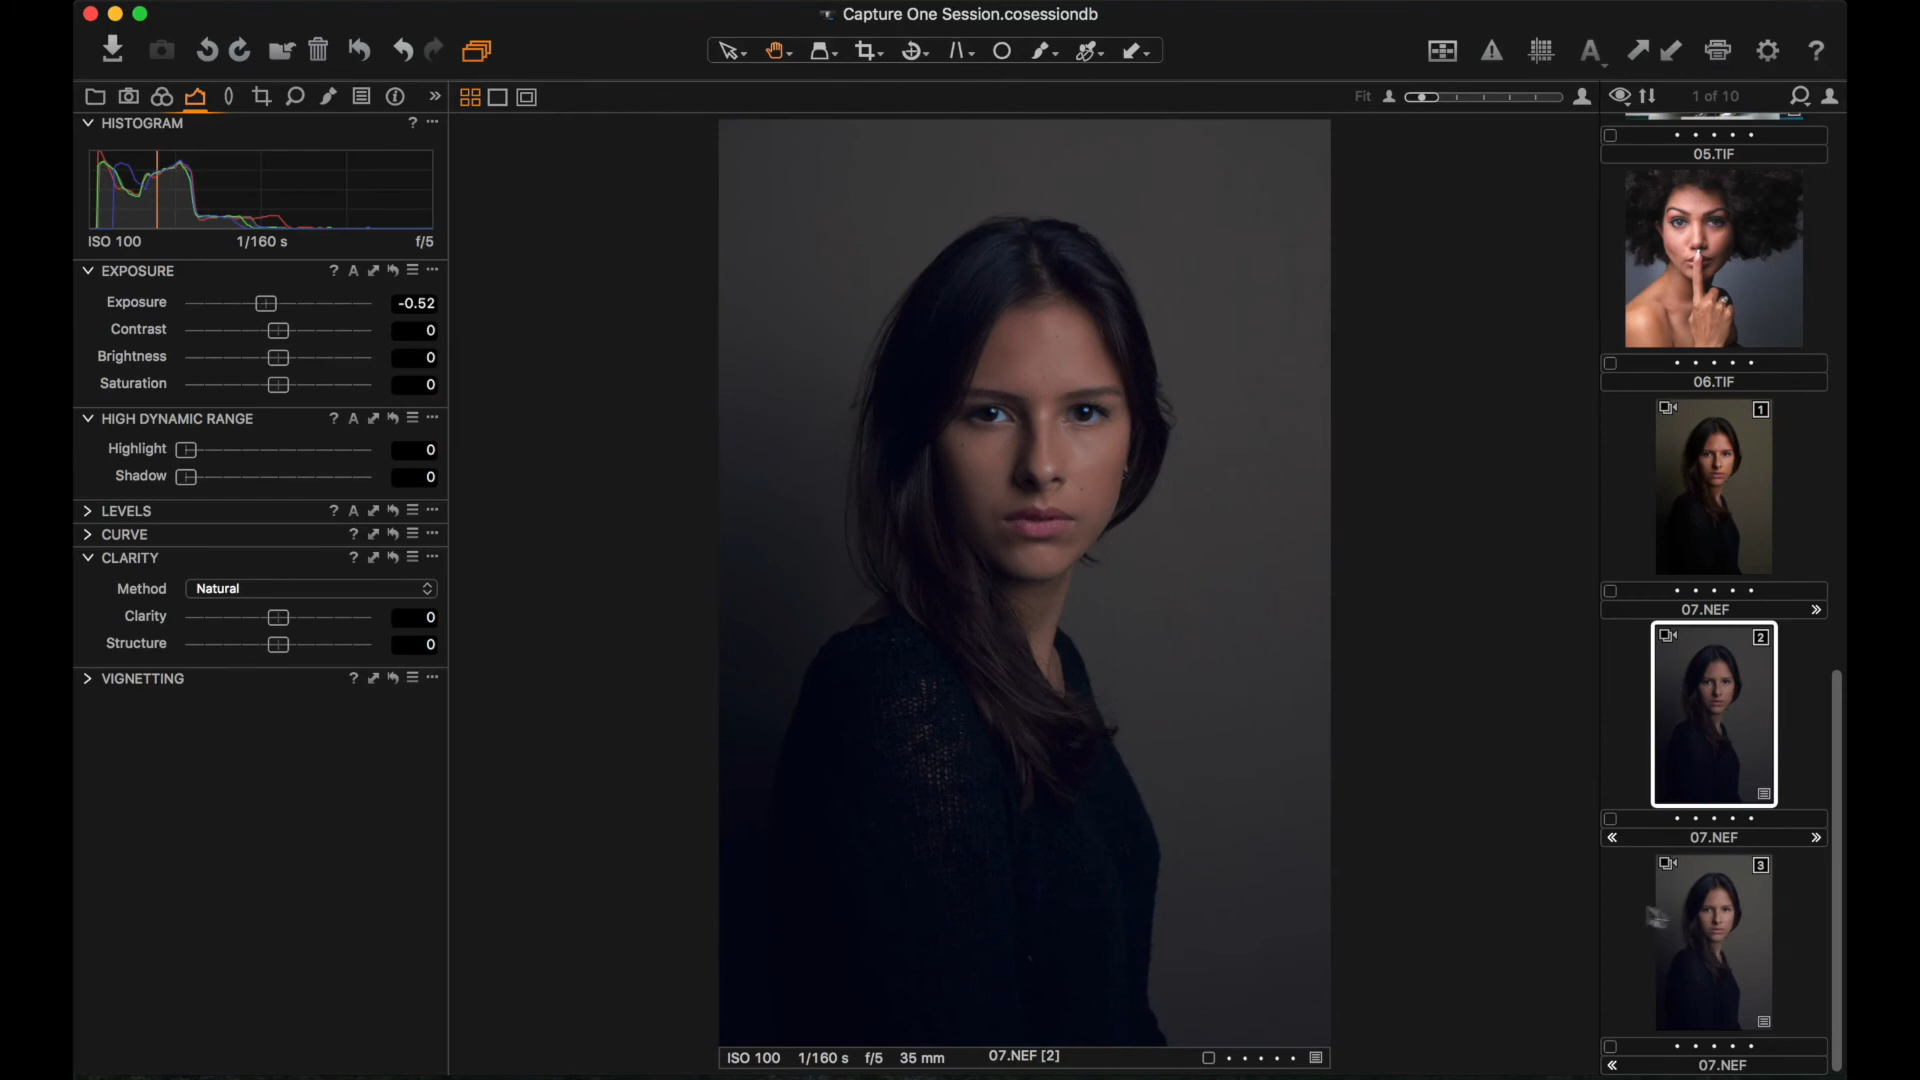 Capture One Session.cosessiondb
Fit
1 of 10
HISTOGRAM
? ...
ISO 100 1/160 s f/5
EXPOSURE
? A
Exposure -0.52
Contrast 0
Brightness 0
Saturation 0
HIGH DYNAMIC RANGE
? A
Highlight 0
Shadow 0
LEVELS
? A
CURVE
?
CLARITY
?
Method Natural
Clarity 0
Structure 0
VIGNETTING
?
ISO 100 1/160 s f/5 35 mm 07.NEF [2]
05.TIF
06.TIF
1
07.NEF »
2
« 07.NEF »
3
« 07.NEF